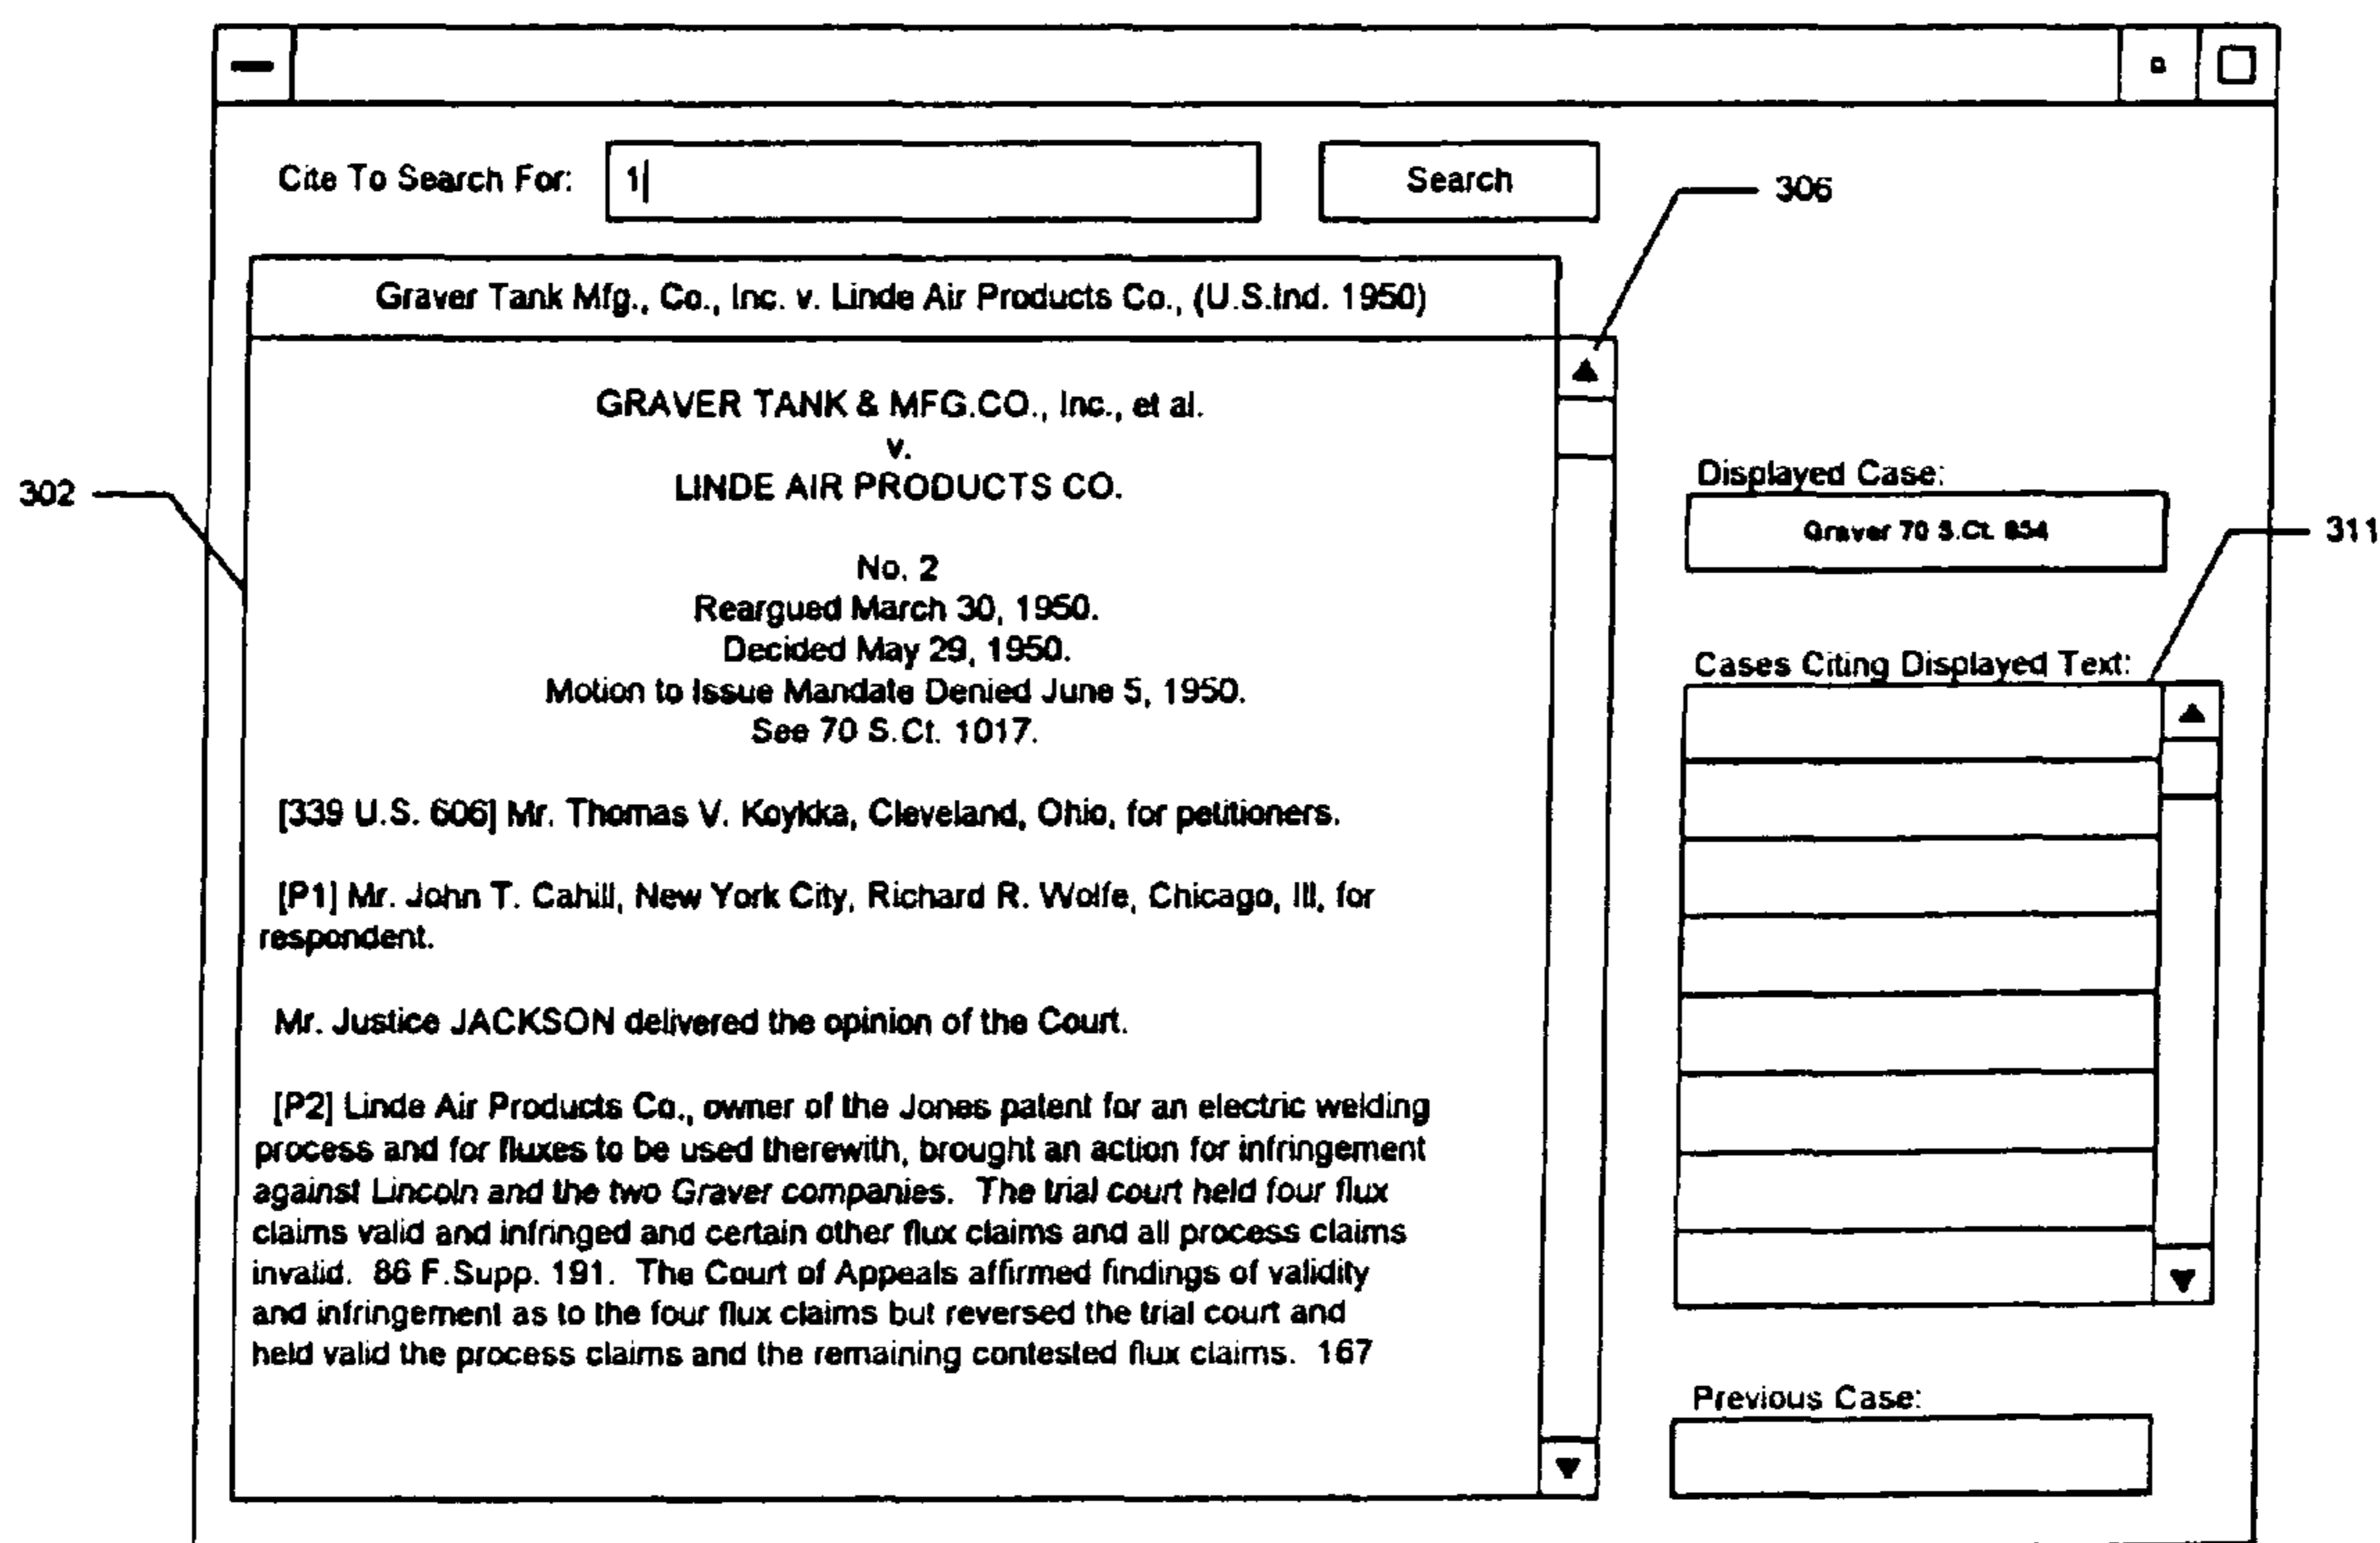 Cite To Search For:
1
Search
306
Graver Tank Mfg., Co., Inc. v. Linde Air Products Co., (U.S.Ind. 1950)
GRAVER TANK & MFG.CO., Inc., et al.
v.
LINDE AIR PRODUCTS CO.
302
No. 2
Reargued March 30, 1950.
Decided May 29, 1950.
Motion to Issue Mandate Denied June 5, 1950.
See 70 S.Ct. 1017.
[339 U.S. 606] Mr. Thomas V. Koykka, Cleveland, Ohio, for petitioners.
[P1] Mr. John T. Cahill, New York City, Richard R. Wolfe, Chicago, Ill, for
respondent.
Mr. Justice JACKSON delivered the opinion of the Court.
[P2] Linde Air Products Co., owner of the Jones patent for an electric welding
process and for fluxes to be used therewith, brought an action for infringement
against Lincoln and the two Graver companies. The trial court held four flux
claims valid and infringed and certain other flux claims and all process claims
invalid. 86 F.Supp. 191. The Court of Appeals affirmed findings of validity
and infringement as to the four flux claims but reversed the trial court and
held valid the process claims and the remaining contested flux claims. 167
Displayed Case:
Graver 70 S.Ct. 854
311
Cases Citing Displayed Text:
Previous Case: